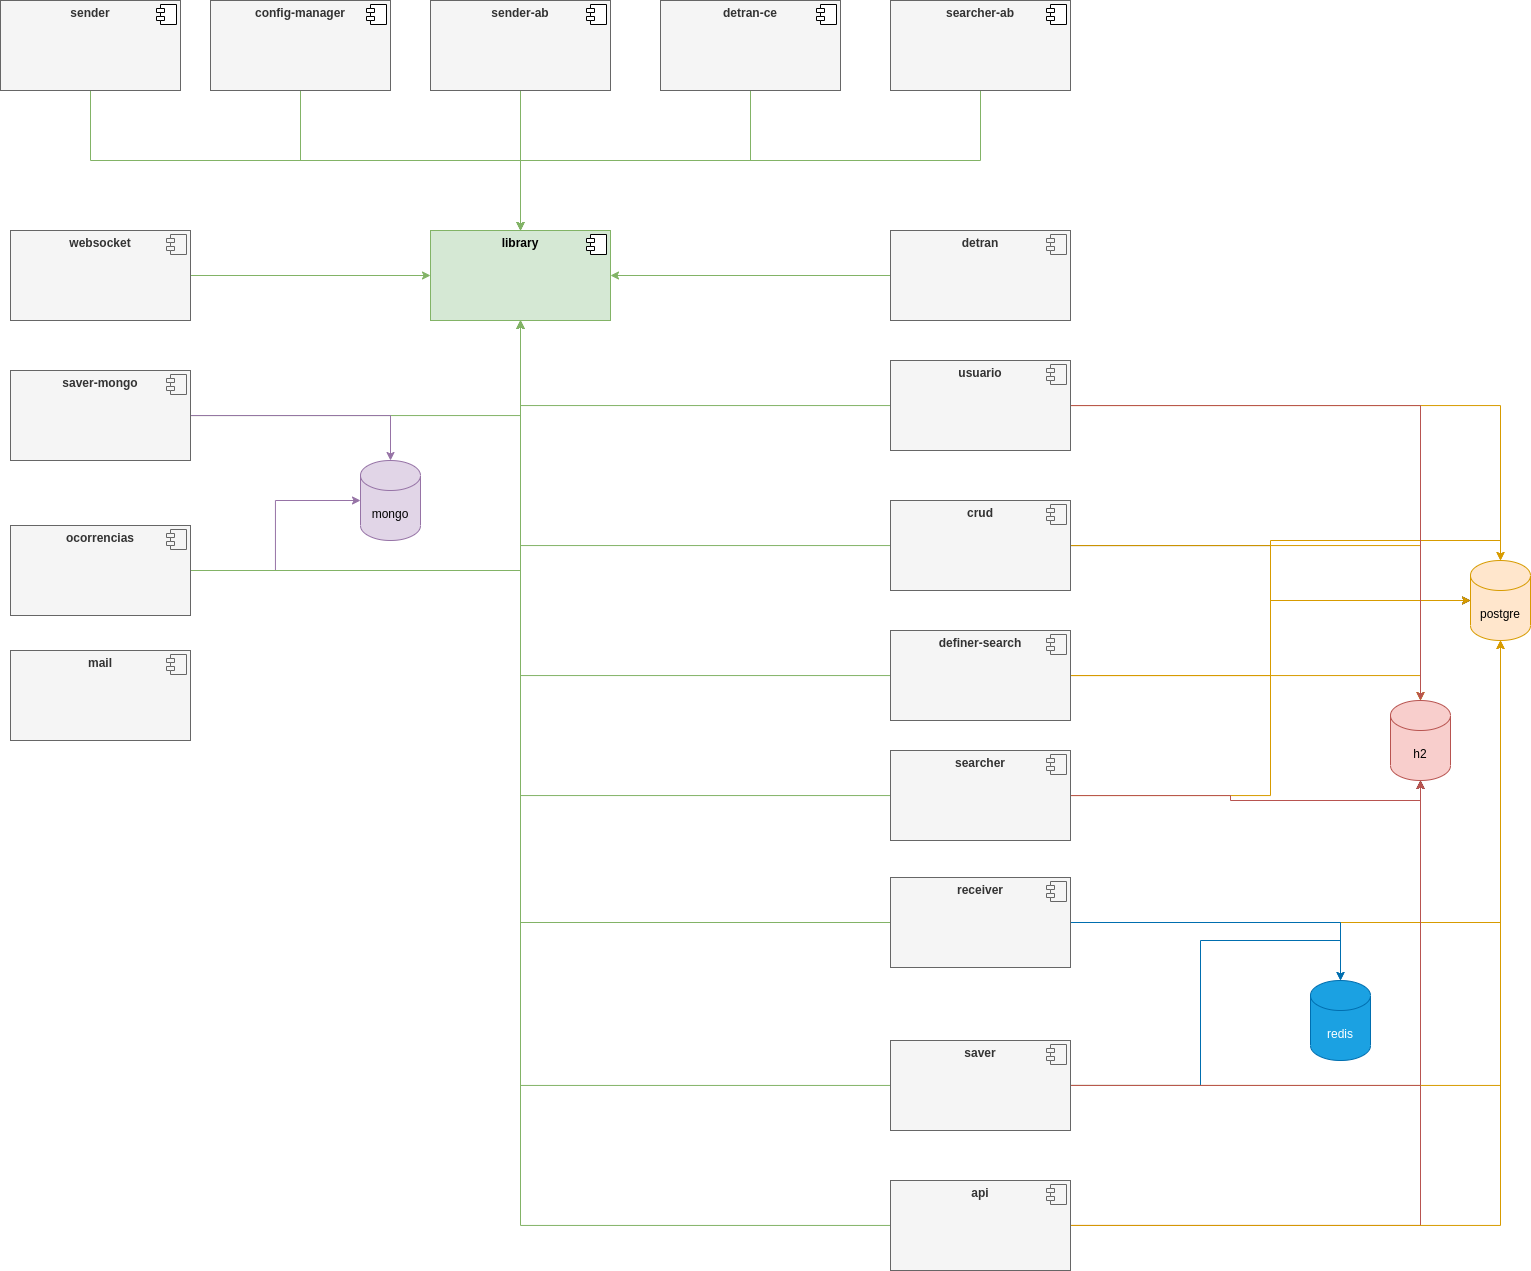 sender
config-manager
sender-ab
detran-ce
searcher-ab
websocket
library
detran
saver-mongo
usuario
mongo
ocorrencias
crud
postgre
mail
definer-search
h2
searcher
receiver
redis
saver
api